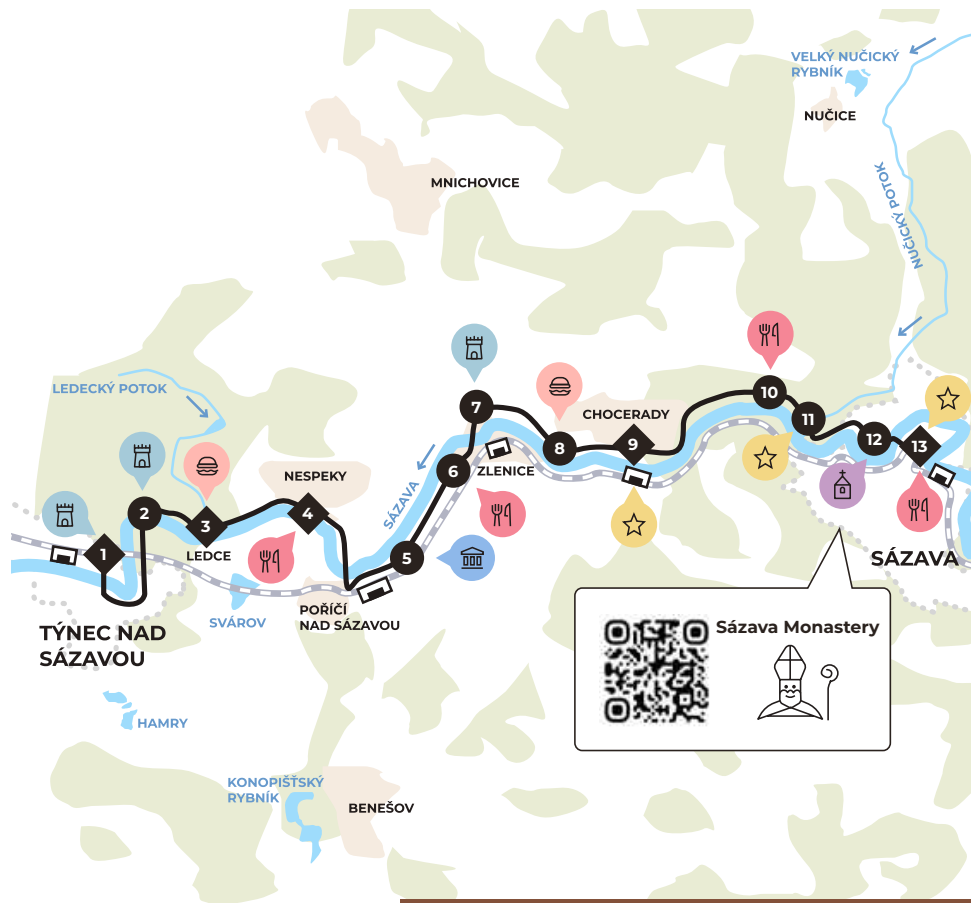 VELKÝ NUČICKÝ
RYBNÍK
NUČICE
MNICHOVICE
NUČICKÝ POTOK
LEDECKÝ POTOK
10
7
CHOCERADY
11
8
9
12
13
NESPEKY
6
ZLENICE
SÁZAVA
2
3
4
LEDCE
1
5
SÁZAVA
SVÁROV
POŘÍČÍ
NAD SÁZAVOU
TÝNEC NAD
SÁZAVOU
Sázava Monastery
HAMRY
KONOPIŠŤSKÝ
RYBNÍK
BENEŠOV